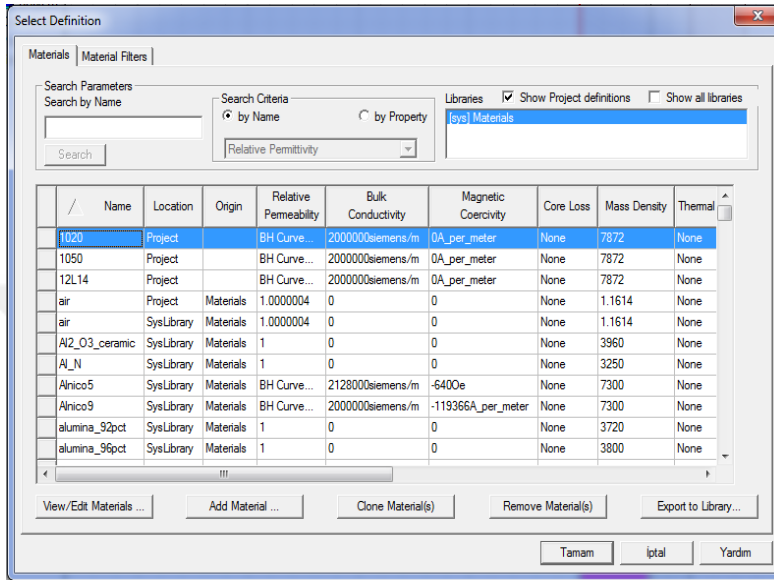 Select Definition
Materials Material Filters
Search Parameters
Search by Name
Search
Search Criteria
by Name by Property
Relative Permittivity
Libraries Show Project definitions Show all libraries
[sys] Materials
/ Name Location Origin Relative Permeability Bulk Conductivity Magnetic Coercivity Core Loss Mass Density Thermal
1020 Project BH Curve... 2000000siemens/m 0A_per_meter None 7872 None
1050 Project BH Curve... 2000000siemens/m 0A_per_meter None 7872 None
12L14 Project BH Curve... 2000000siemens/m 0A_per_meter None 7872 None
air Project Materials 1.0000004 0 0 None 1.1614 None
air SysLibrary Materials 1.0000004 0 0 None 1.1614 None
Al2_O3_ceramic SysLibrary Materials 1 0 0 None 3960 None
Al_N SysLibrary Materials 1 0 0 None 3250 None
Alnico5 SysLibrary Materials BH Curve... 2128000siemens/m -640Oe None 7300 None
Alnico9 SysLibrary Materials BH Curve... 2000000siemens/m -119366A_per_meter None 7300 None
alumina_92pct SysLibrary Materials 1 0 0 None 3720 None
alumina_96pct SysLibrary Materials 1 0 0 None 3800 None
View/Edit Materials ... Add Material ... Clone Material(s) Remove Material(s) Export to Library...
Tamam İptal Yardım